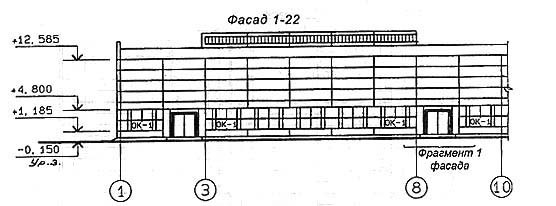 Фасад 1-22
+12, 585
+4, 800
+1, 185
ОК-1
ОК-1
ОК-1
ОК-1
-0, 150
Ур.з.
Фрагмент 1
фасада
1
3
8
10